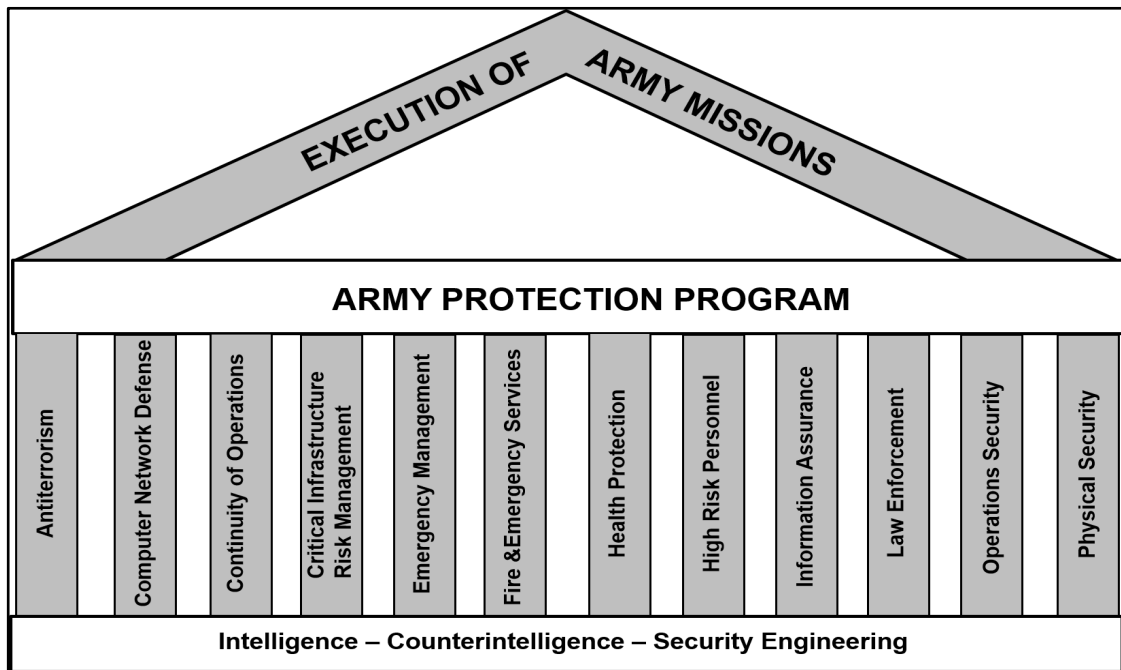 EXECUTION OF
ARMY MISSIONS
ARMY PROTECTION PROGRAM
Antiterrorism
Computer Network Defense
Continuity of Operations
Critical Infrastructure
Risk Management
Emergency Management
Fire &Emergency Services
Health Protection
High Risk Personnel
Information Assurance
Law Enforcement
Operations Security
Physical Security
Intelligence – Counterintelligence – Security Engineering